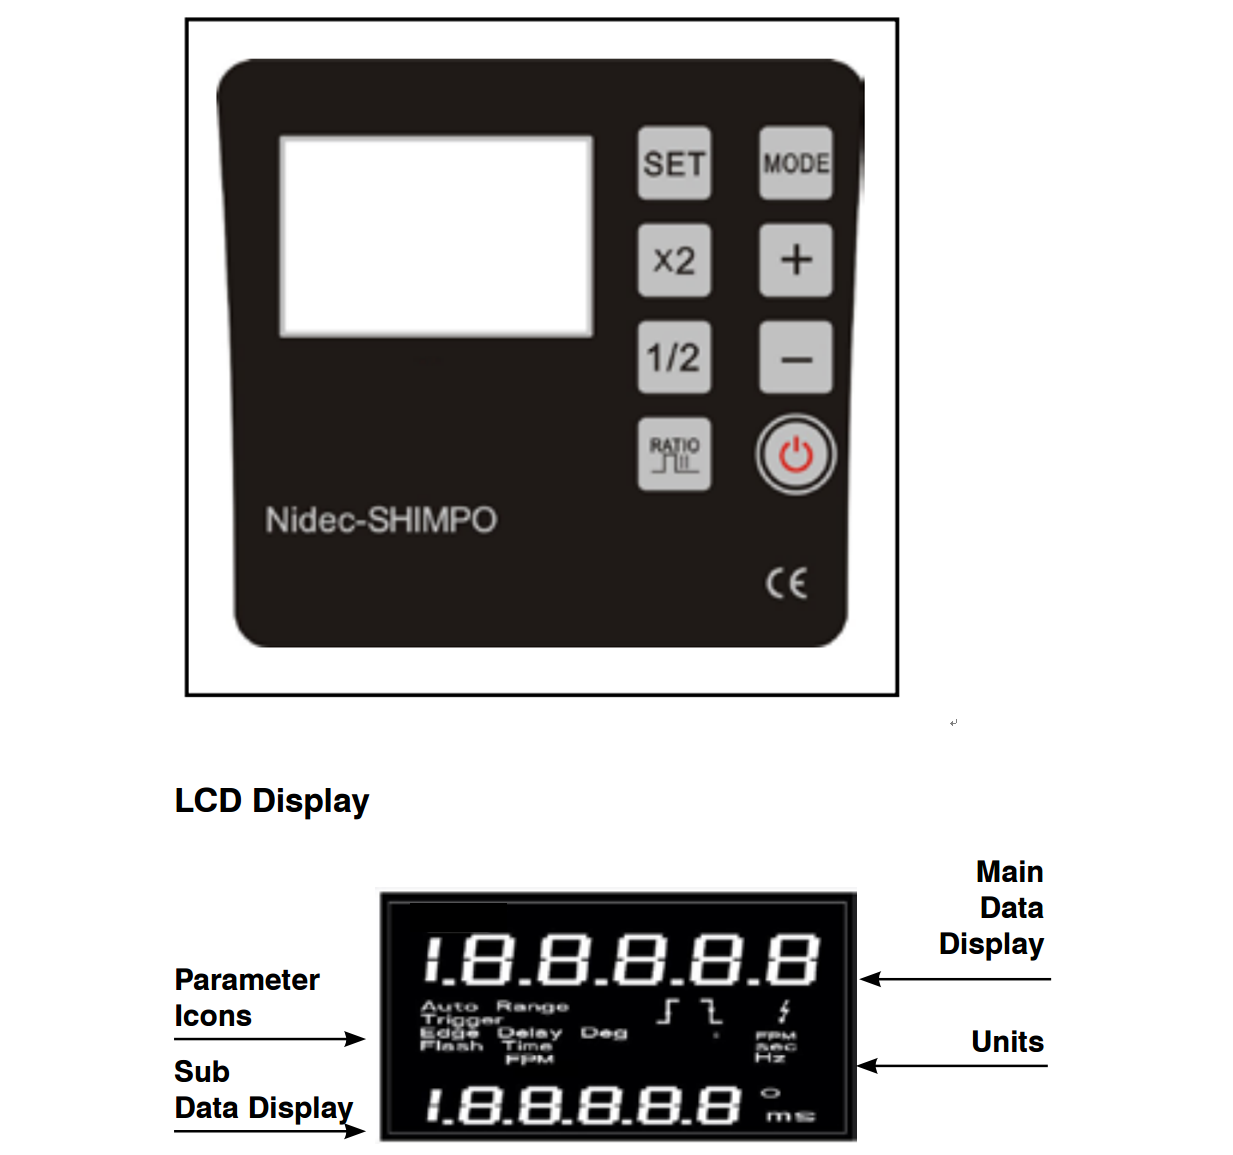 SET MODE
X2 +
1/2 −
RATIO
Nidec-SHIMPO
CE
LCD Display
Main
Data
Display
Parameter
Icons
Units
Sub
Data Display
1.8.8.8.8.8
Auto Range
Trigger
Edge Delay Deg
Flash Time
FPM
FPM
sec
Hz
1.8.8.8.8.8 °
ms